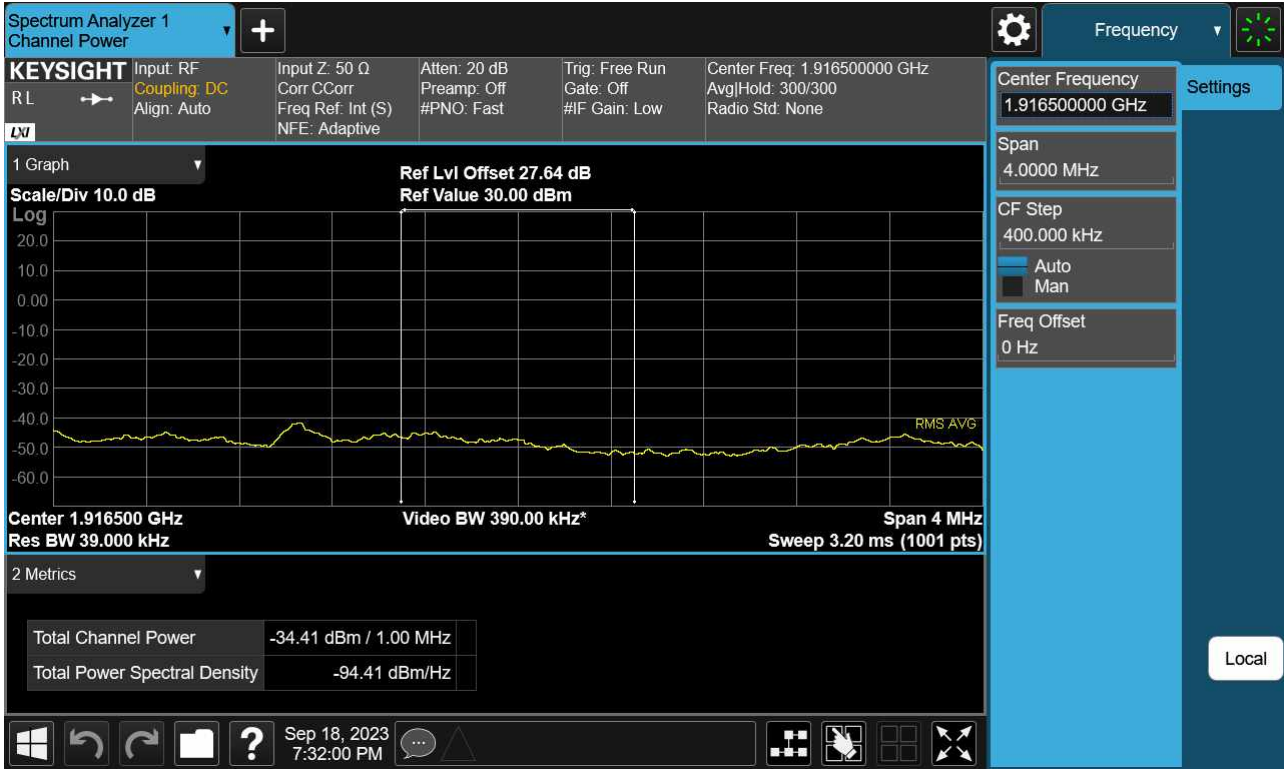 Spectrum Analyzer 1
Channel Power
Frequency
KEYSIGHT
R L
LXI
Input: RF
Coupling: DC
Align: Auto
Input Z: 50 Ω
Corr CCorr
Freq Ref: Int (S)
NFE: Adaptive
Atten: 20 dB
Preamp: Off
#PNO: Fast
Trig: Free Run
Gate: Off
#IF Gain: Low
Center Freq: 1.916500000 GHz
Avg|Hold: 300/300
Radio Std: None
Center Frequency
1.916500000 GHz
Settings
Span
4.0000 MHz
CF Step
400.000 kHz
Auto
Man
Freq Offset
0 Hz
1 Graph
Scale/Div 10.0 dB
Ref Lvl Offset 27.64 dB
Ref Value 30.00 dBm
Log
20.0
10.0
0.00
-10.0
-20.0
-30.0
-40.0
-50.0
-60.0
RMS AVG
Center 1.916500 GHz
Video BW 390.00 kHz*
Span 4 MHz
Res BW 39.000 kHz
Sweep 3.20 ms (1001 pts)
2 Metrics
Total Channel Power -34.41 dBm / 1.00 MHz
Total Power Spectral Density -94.41 dBm/Hz
Local
?
Sep 18, 2023
7:32:00 PM